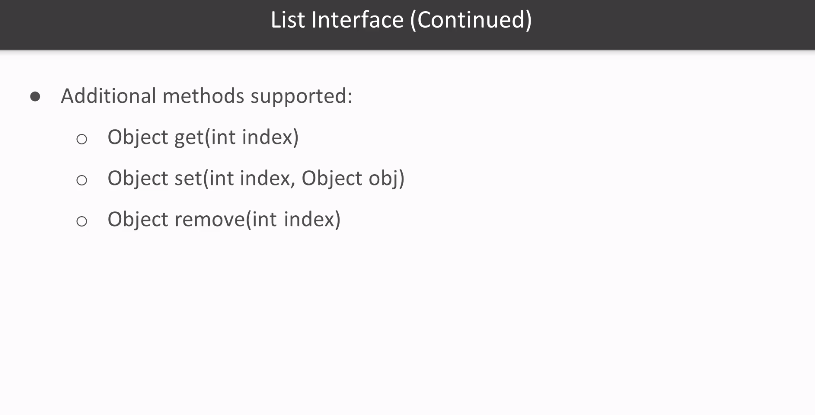 List Interface (Continued)
● Additional methods supported:
○ Object get(int index)
○ Object set(int index, Object obj)
○ Object remove(int index)